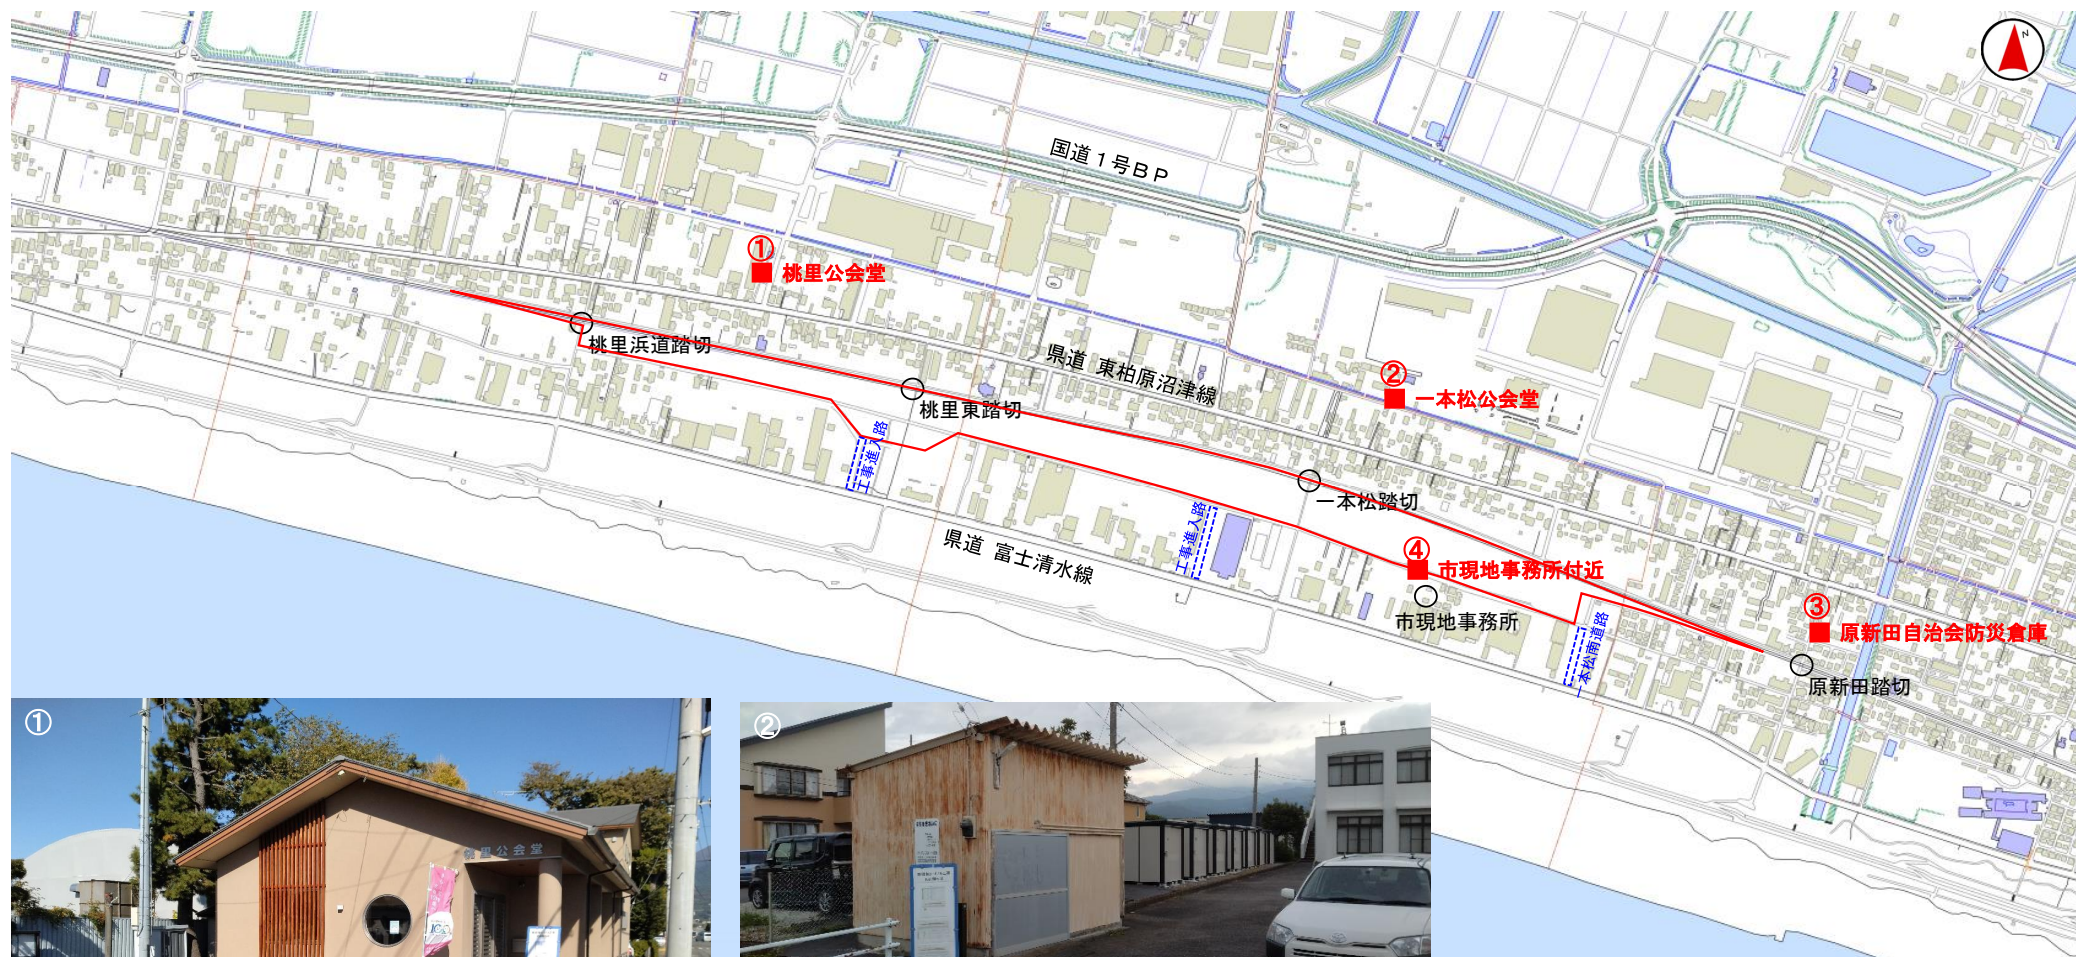 N
国道1号BP
①
桃里公会堂
桃里浜道踏切
県道 東柏原沼津線
②
一本松公会堂
桃里東踏切
工事進入路
一本松踏切
工事進入路
県道 富士清水線
④
市現地事務所付近
市現地事務所
③
原新田自治会防災倉庫
一本松南道路
原新田踏切
①
桃里公会堂
②